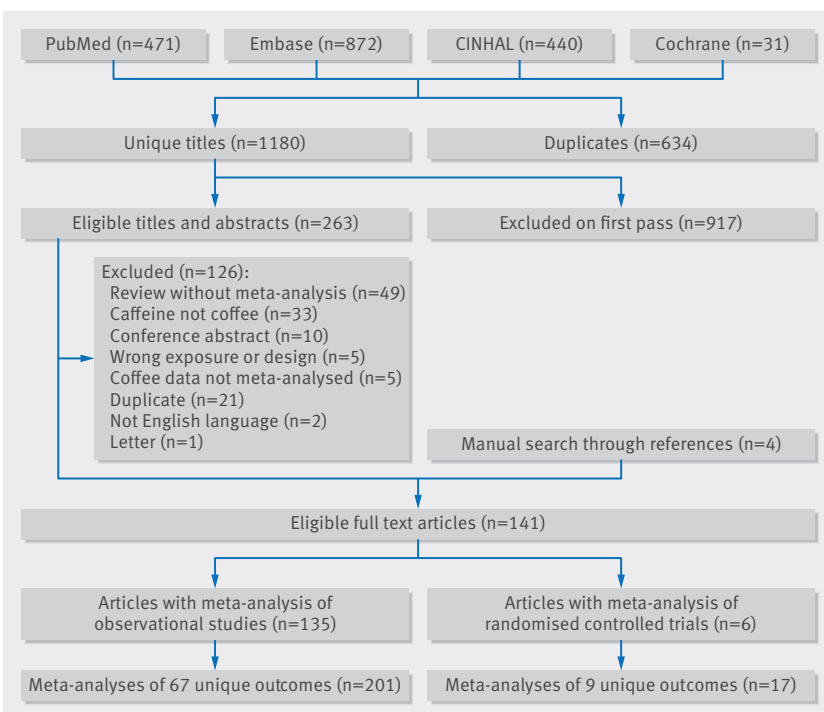 PubMed (n=471)
Embase (n=872)
CINHAL (n=440)
Cochrane (n=31)
Unique titles (n=1180)
Duplicates (n=634)
Eligible titles and abstracts (n=263)
Excluded on first pass (n=917)
Excluded (n=126):
Review without meta-analysis (n=49)
Caffeine not coffee (n=33)
Conference abstract (n=10)
Wrong exposure or design (n=5)
Coffee data not meta-analysed (n=5)
Duplicate (n=21)
Not English language (n=2)
Letter (n=1)
Manual search through references (n=4)
Eligible full text articles (n=141)
Articles with meta-analysis of
observational studies (n=135)
Articles with meta-analysis of
randomised controlled trials (n=6)
Meta-analyses of 67 unique outcomes (n=201)
Meta-analyses of 9 unique outcomes (n=17)